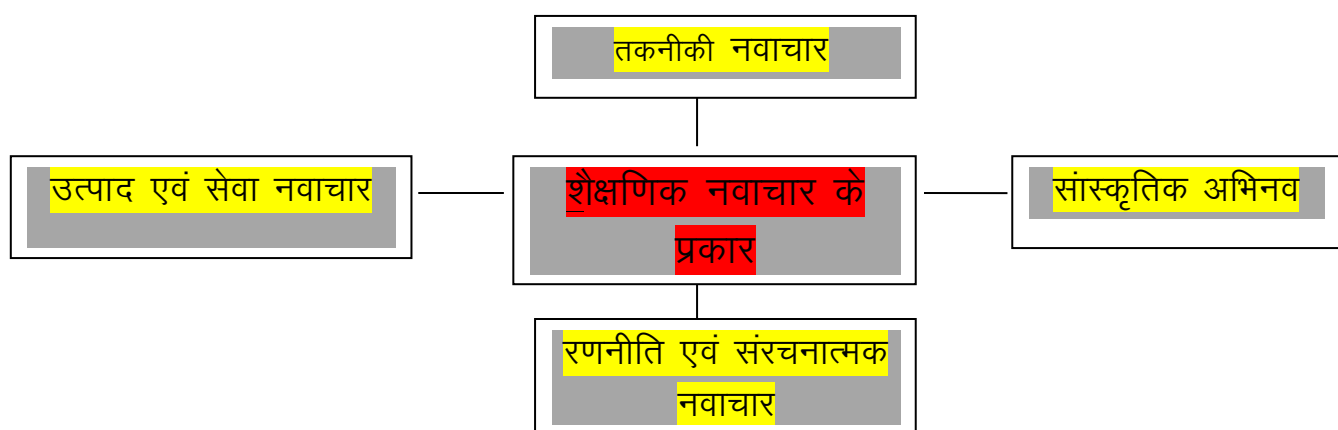 तकनीकी नवाचार
उत्पाद एवं सेवा नवाचार
शैक्षणिक नवाचार के
प्रकार
सांस्कृतिक अभिनव
रणनीति एवं संरचनात्मक
नवाचार